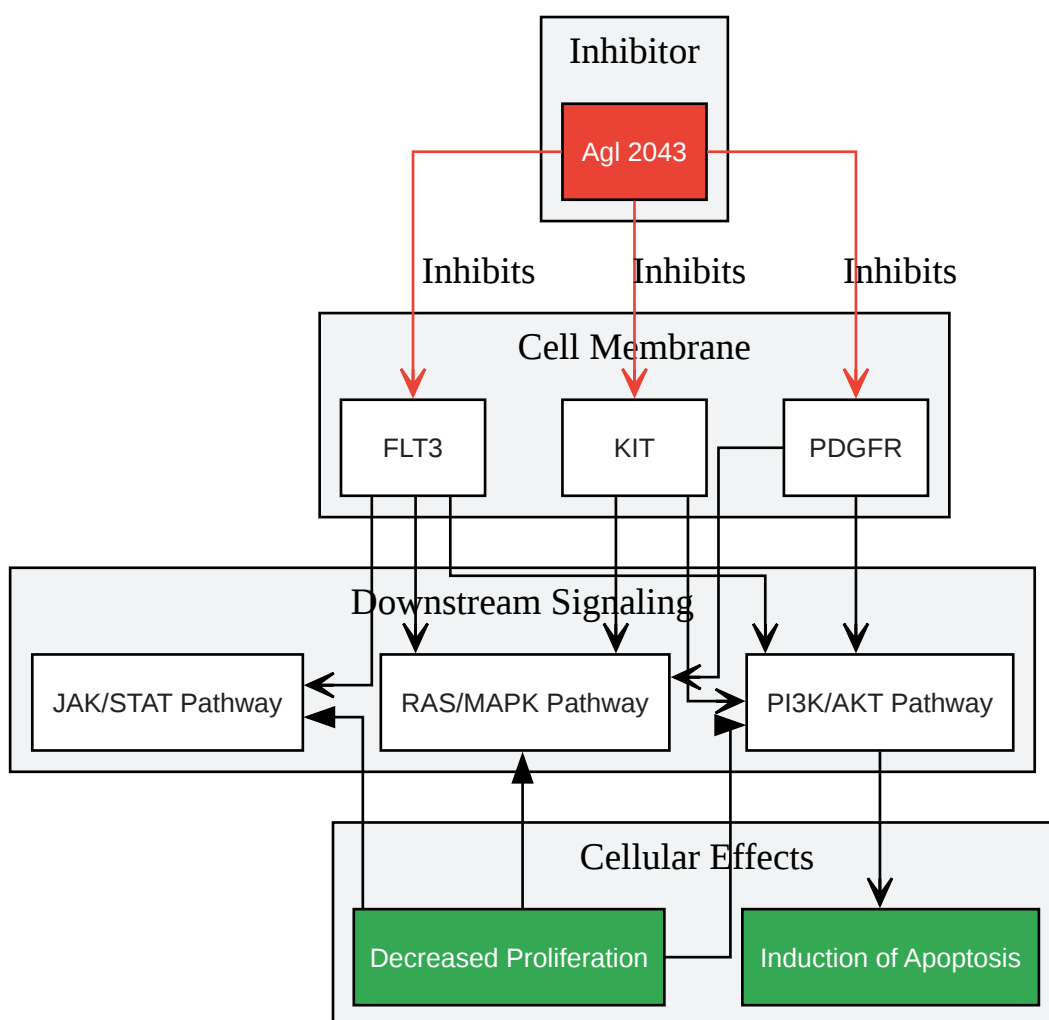 Inhibitor
Agl 2043
Inhibits
Inhibits
Inhibits
Cell Membrane
FLT3
KIT
PDGFR
Downstream Signaling
JAK/STAT Pathway
RAS/MAPK Pathway
PI3K/AKT Pathway
Cellular Effects
Decreased Proliferation
Induction of Apoptosis